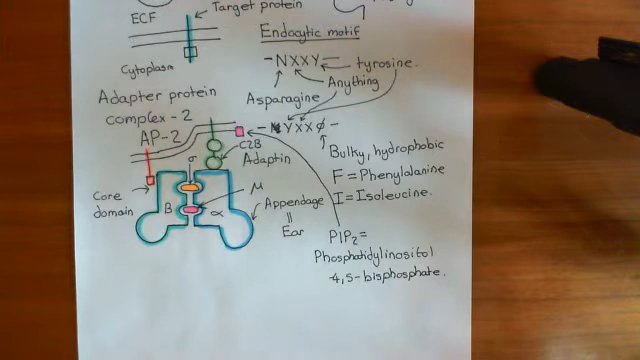 Target protein
ECF
Endocytic motif
Cytoplasm
-NXXY-
tyrosine.
Anything
Asparagine
Adapter protein
complex-2
AP-2
-YXXØ-
C2B
Adaptin
σ
Bulky, hydrophobic
F = Phenylalanine
I = Isoleucine.
Core
domain
β
α
μ
Appendage
=
Ear
PIP2=
Phosphatidylinositol
4,5-bisphosphate.